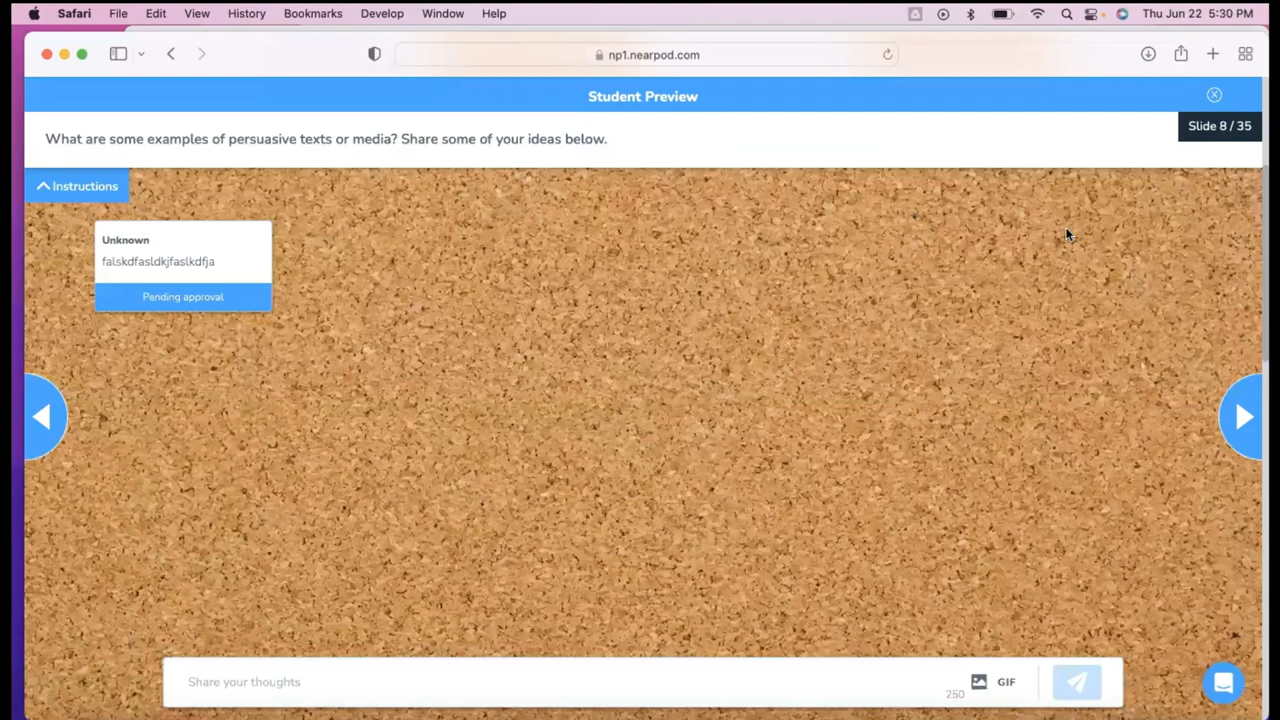 Safari File Edit View History Bookmarks Develop Window Help Thu Jun 22 5:30 PM
np1.nearpod.com
Student Preview
Slide 8 / 35
What are some examples of persuasive texts or media? Share some of your ideas below.
Instructions
Unknown
falskdfasldkjfaslkdfja
Pending approval
Share your thoughts
GIF
250